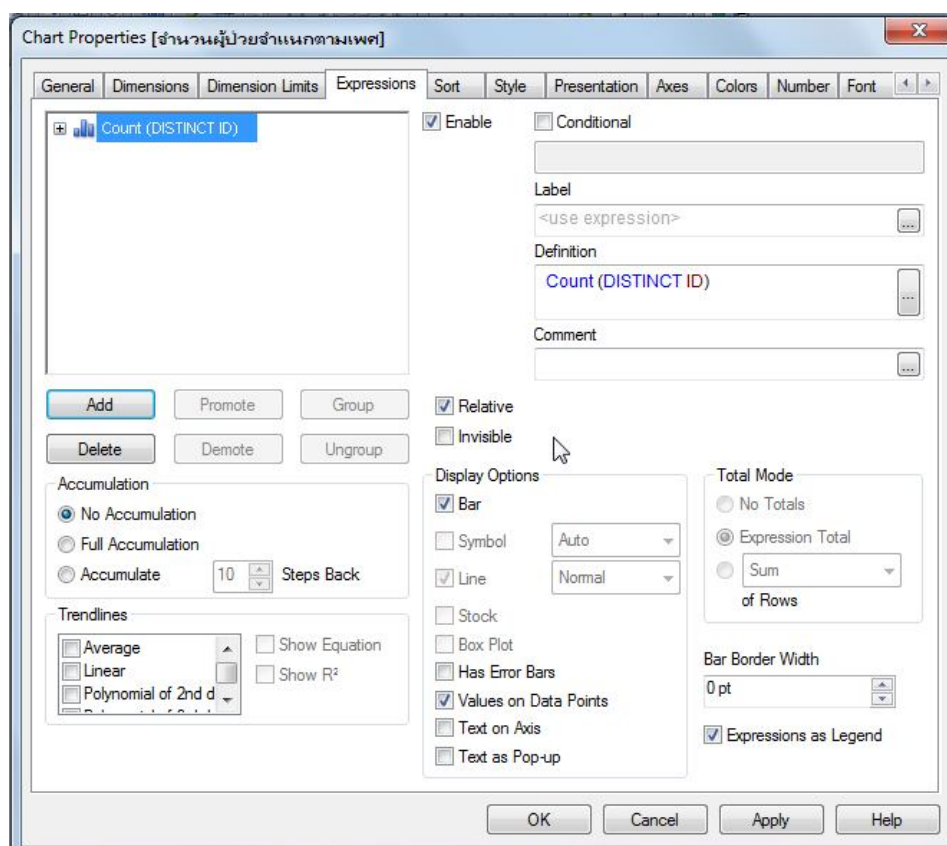 Chart Properties [จำนวนผู้ป่วยจำแนกตามเพศ]
General Dimensions Dimension Limits Expressions Sort Style Presentation Axes Colors Number Font
Count (DISTINCT ID)
Enable
Conditional
Label
<use expression>
...
Definition
Count (DISTINCT ID)
...
Comment
...
Add Promote Group
Delete Demote Ungroup
Relative
Invisible
Accumulation
No Accumulation
Full Accumulation
Accumulate 10 Steps Back
Trendlines
Average
Linear
Polynomial of 2nd d
Show Equation
Show R²
Display Options
Bar
Symbol Auto
Line Normal
Stock
Box Plot
Has Error Bars
Values on Data Points
Text on Axis
Text as Pop-up
Total Mode
No Totals
Expression Total
Sum
of Rows
Bar Border Width
0 pt
Expressions as Legend
OK Cancel Apply Help